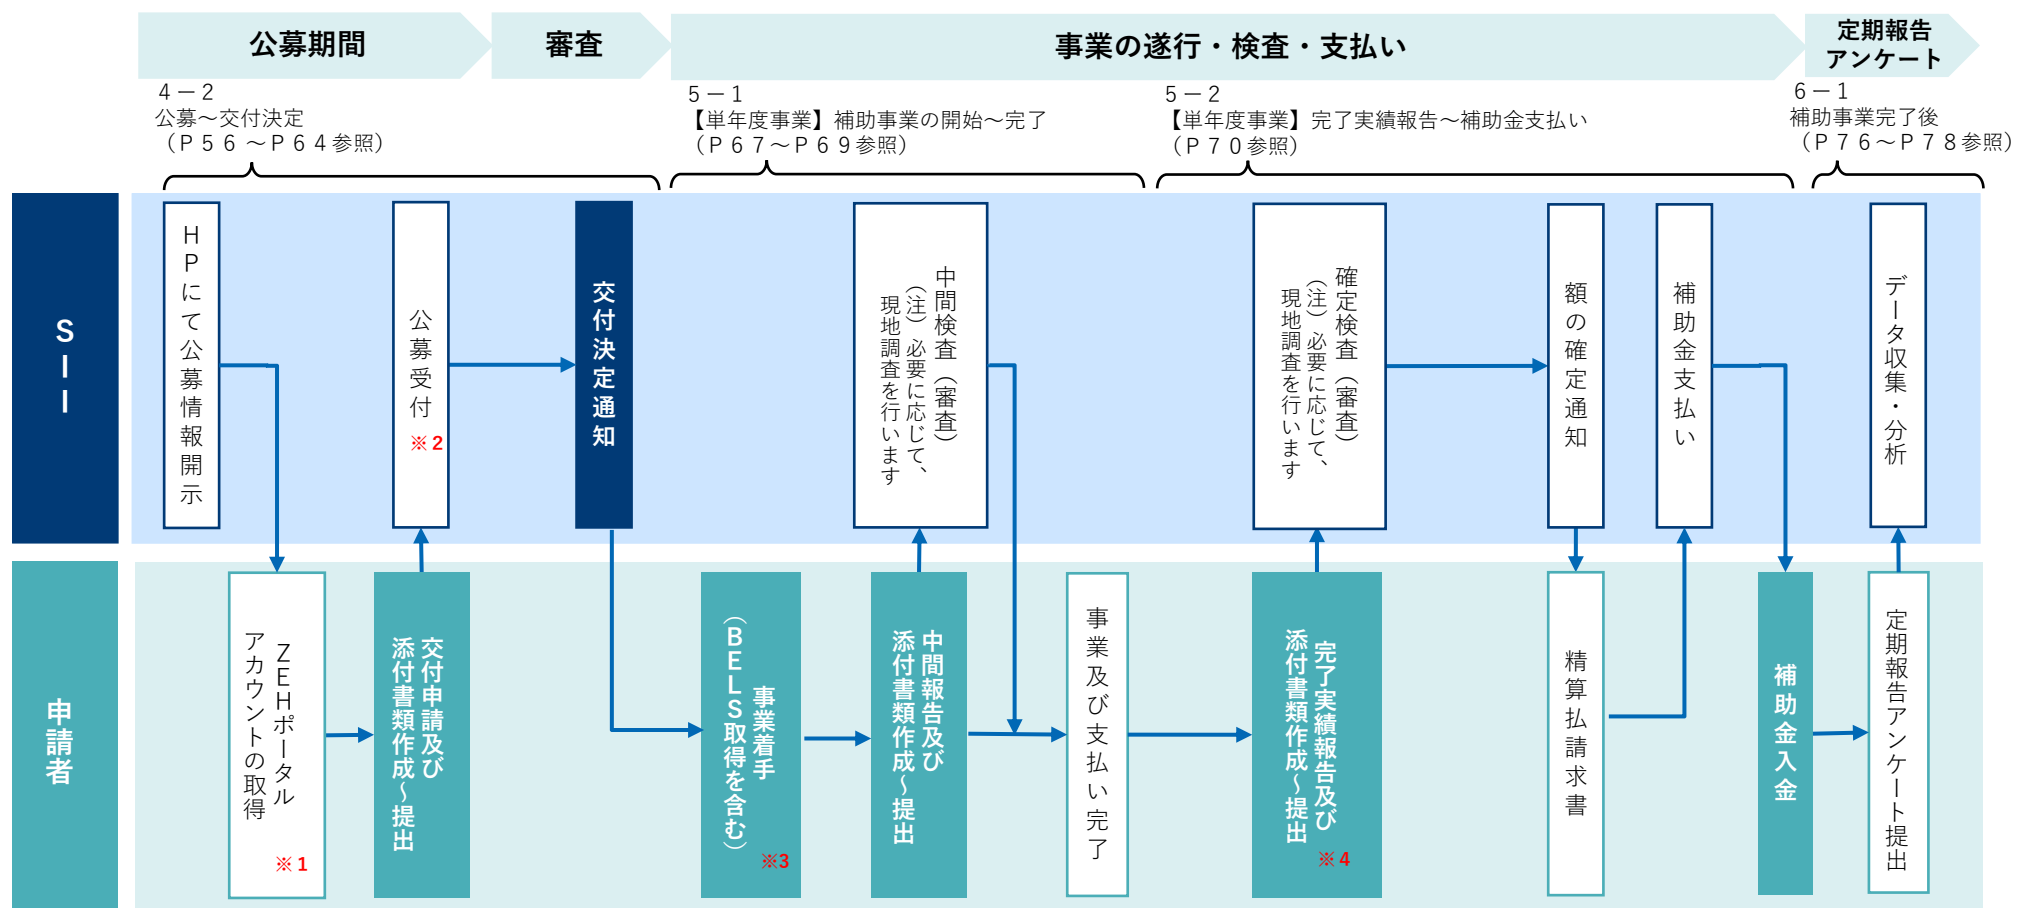 公募期間
審査
事業の遂行・検査・支払い
定期報告
アンケート
４－２
公募～交付決定
（Ｐ５６～Ｐ６４参照）
５－１
【単年度事業】補助事業の開始～完了
（Ｐ６７～Ｐ６９参照）
５－２
【単年度事業】完了実績報告～補助金支払い
（Ｐ７０参照）
６－１
補助事業完了後
（Ｐ７６～Ｐ７８参照）
ＳＩＩ
ＨＰにて公募情報開示
公募受付
※２
交付決定通知
中間検査（審査）
（注）必要に応じて、
現地調査を行います
確定検査（審査）
（注）必要に応じて、
現地調査を行います
額の確定通知
補助金支払い
データ収集・分析
申請者
ＺＥＨポータル
アカウントの取得
※１
交付申請及び
添付書類作成～提出
事業着手
（ＢＥＬＳ取得を含む）
※3
中間報告及び
添付書類作成～提出
事業及び支払い完了
完了実績報告及び
添付書類作成～提出
※４
精算払請求書
補助金入金
定期報告アンケート提出